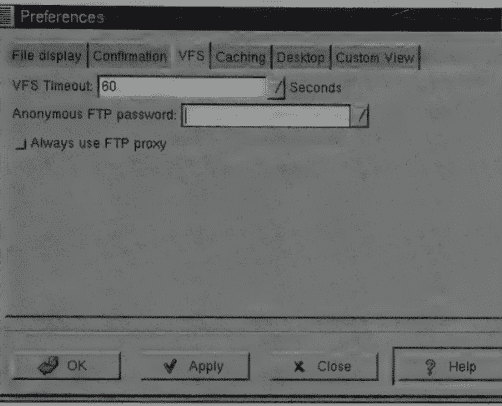 Preferences
File display Confirmation VFS Caching Desktop Custom View
VFS Timeout: 60 Seconds
Anonymous FTP password:
Always use FTP proxy
OK Apply Close Help